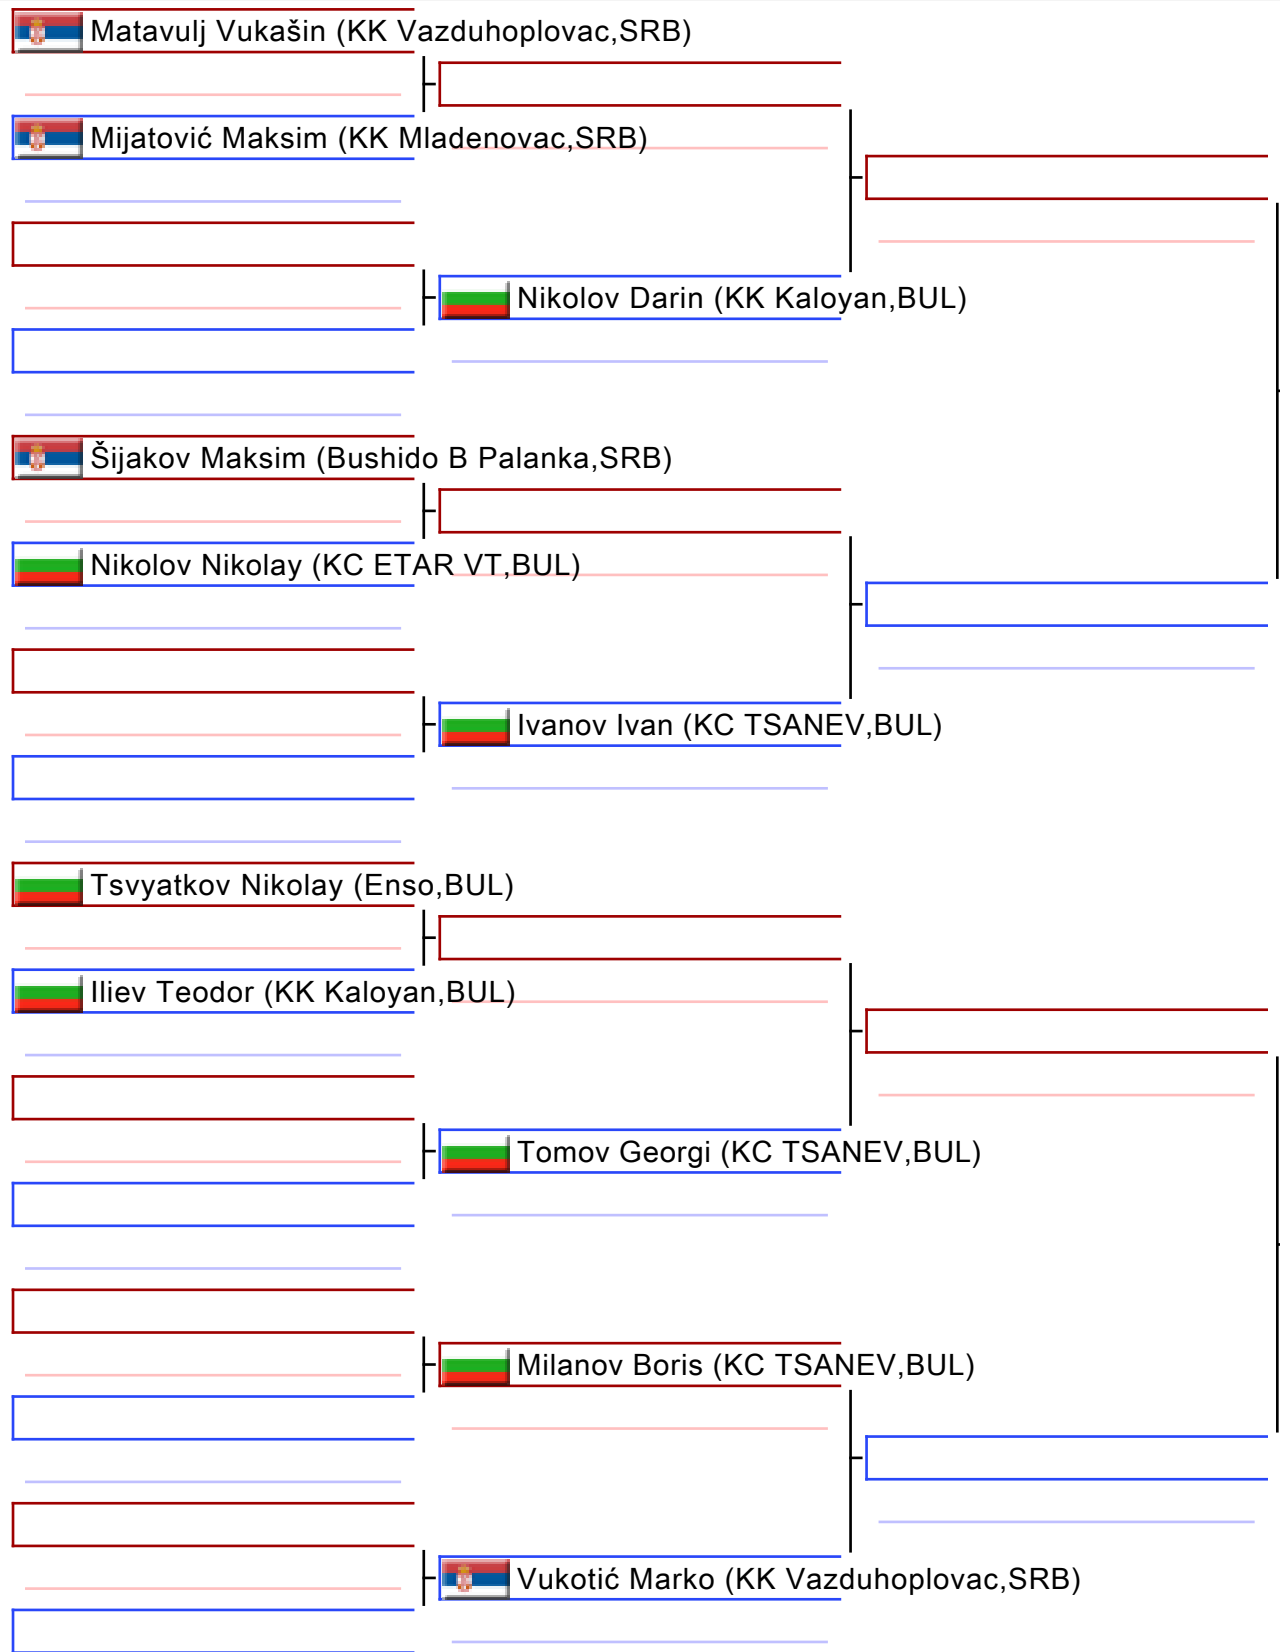 Matavulj Vukašin (KK Vazduhoplovac,SRB)
Mijatović Maksim (KK Mladenovac,SRB)
Nikolov Darin (KK Kaloyan,BUL)
Šijakov Maksim (Bushido B Palanka,SRB)
Nikolov Nikolay (KC ETAR VT,BUL)
Ivanov Ivan (KC TSANEV,BUL)
Tsvyatkov Nikolay (Enso,BUL)
Iliev Teodor (KK Kaloyan,BUL)
Tomov Georgi (KC TSANEV,BUL)
Milanov Boris (KC TSANEV,BUL)
Vukotić Marko (KK Vazduhoplovac,SRB)